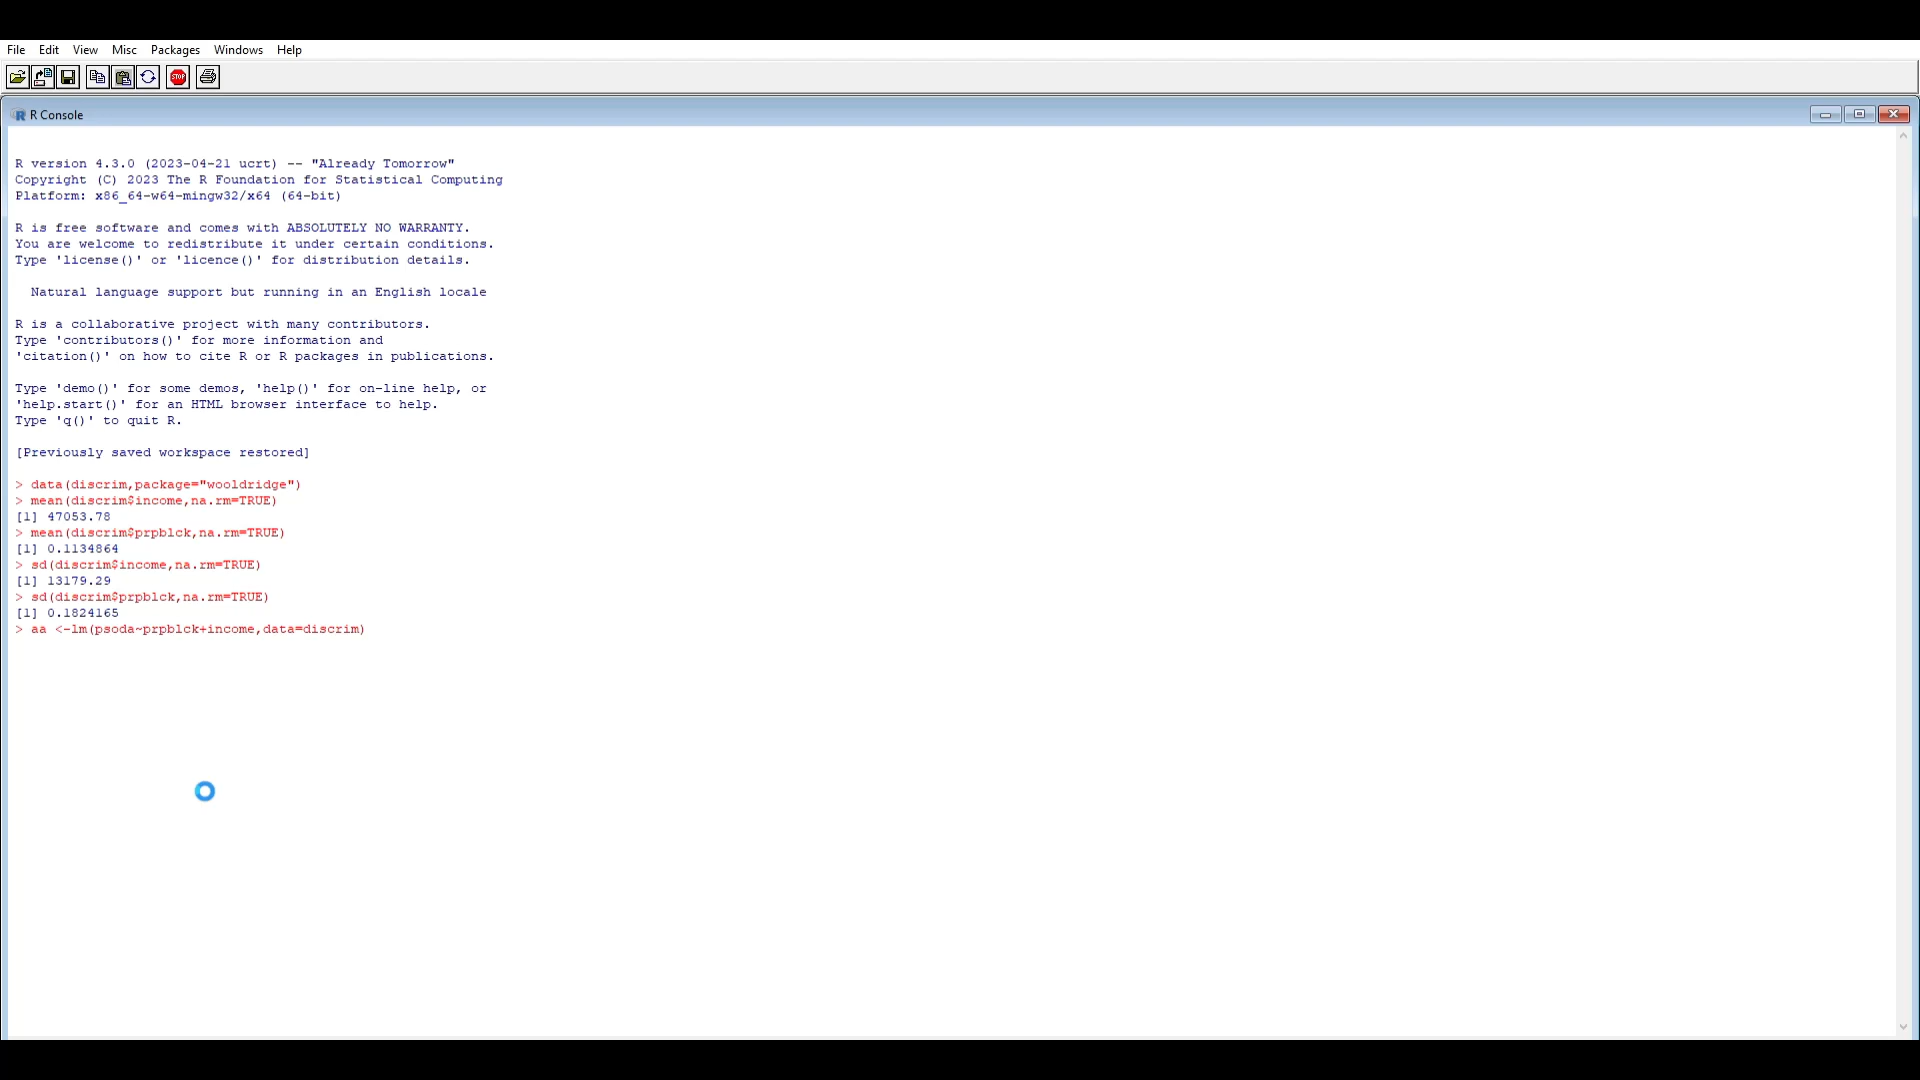 File Edit View Misc Packages Windows Help
STOP
R Console
R version 4.3.0 (2023-04-21 ucrt) -- "Already Tomorrow"
Copyright (C) 2023 The R Foundation for Statistical Computing
Platform: x86_64-w64-mingw32/x64 (64-bit)
R is free software and comes with ABSOLUTELY NO WARRANTY.
You are welcome to redistribute it under certain conditions.
Type 'license()' or 'licence()' for distribution details.
Natural language support but running in an English locale
R is a collaborative project with many contributors.
Type 'contributors()' for more information and
'citation()' on how to cite R or R packages in publications.
Type 'demo()' for some demos, 'help()' for on-line help, or
'help.start()' for an HTML browser interface to help.
Type 'q()' to quit R.
[Previously saved workspace restored]
> data(discrim,package="wooldridge")
> mean(discrim$income,na.rm=TRUE)
[1] 47053.78
> mean(discrim$prpblck,na.rm=TRUE)
[1] 0.1134864
> sd(discrim$income,na.rm=TRUE)
[1] 13179.29
> sd(discrim$prpblck,na.rm=TRUE)
[1] 0.1824165
> aa <-lm(psoda~prpblck+income,data=discrim)